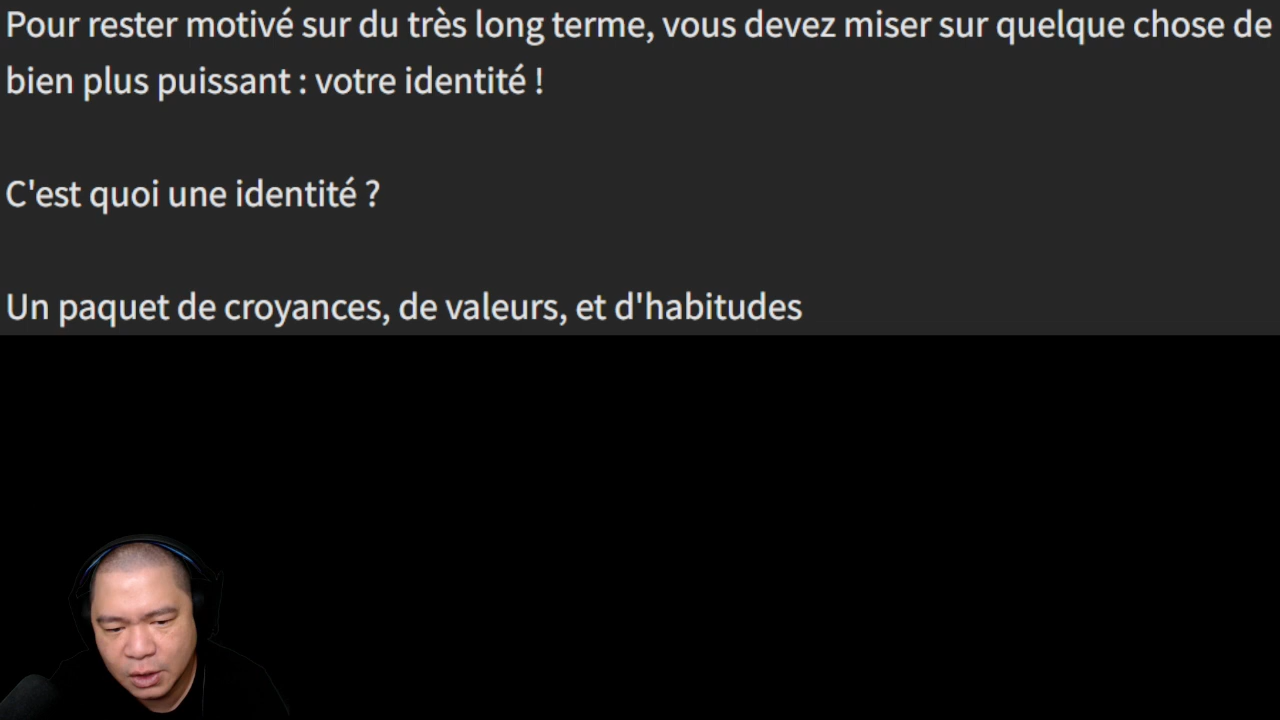 Pour rester motivé sur du très long terme, vous devez miser sur quelque chose de
bien plus puissant : votre identité !
C'est quoi une identité ?
Un paquet de croyances, de valeurs, et d'habitudes